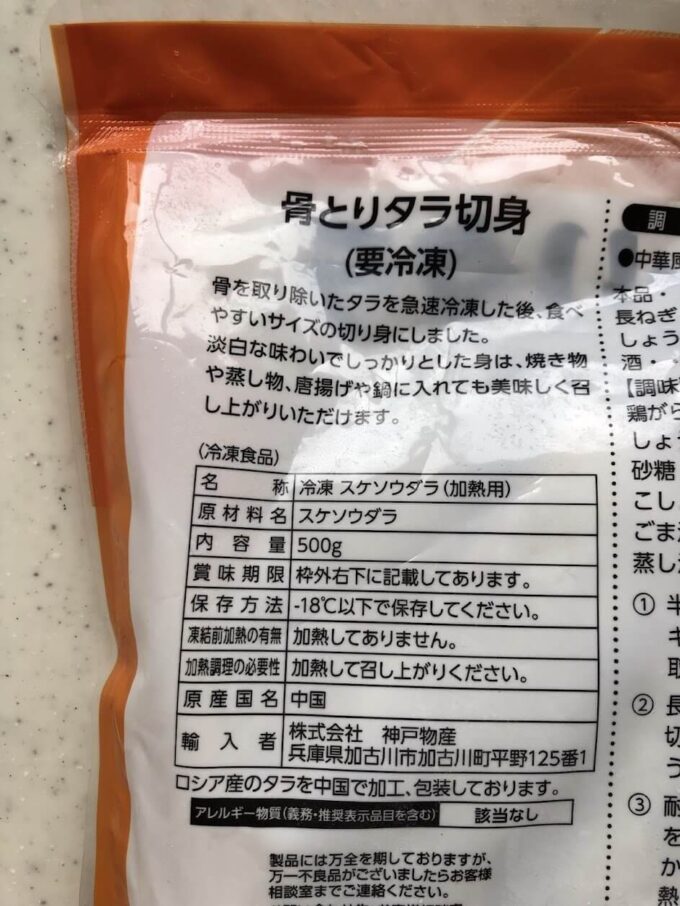 骨とりタラ切身
(要冷凍)
骨を取り除いたタラを急速冷凍した後、食べ
やすいサイズの切り身にしました。
淡白な味わいでしっかりとした身は、焼き物
や蒸し物、唐揚げや鍋に入れても美味しく召
し上がりいただけます。
(冷凍食品)
名称 冷凍 スケソウダラ(加熱用)
原材料名 スケソウダラ
内容量 500g
賞味期限 枠外右下に記載してあります。
保存方法 -18℃以下で保存してください。
凍結前加熱の有無 加熱してありません。
加熱調理の必要性 加熱して召し上がりください。
原産国名 中国
輸入者 株式会社 神戸物産
兵庫県加古川市加古川町平野125番1
ロシア産のタラを中国で加工、包装しております。
アレルギー物質(義務・推奨表示品目を含む) 該当なし
製品には万全を期しておりますが、
万一不良品がございましたらお客様
相談室までご連絡ください。
調
●中華風
本品・
長ねぎ
しょう
酒・
【調味
鶏がら
しょ
砂糖
こし
ごま
蒸し
① 半
キ
取
② 長
切
う
③ 耐
を
か
熱